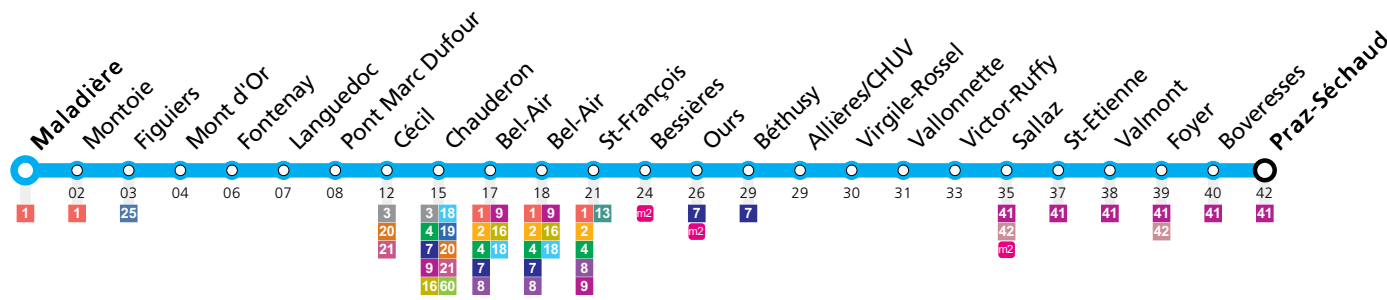 Maladière
Montoie
Figuiers
Mont d'Or
Fontenay
Languedoc
Pont Marc Dufour
Cécil
Chauderon
Bel-Air
Bel-Air
St-François
Bessières
Ours
Béthusy
Allières/CHUV
Virgile-Rossel
Vallonnette
Victor-Ruffy
Sallaz
St-Etienne
Valmont
Foyer
Boveresses
Praz-Séchaud
02 03 04 06 07 08 12 15 17 18 21 24 26 29 29 30 31 33 35 37 38 39 40 42
1 1 25 3 3 18 1 9 1 9 1 13 m2 7 7 41 41 41 41 41 41
20 4 19 2 16 2 16 2 m2 42 42
21 7 20 4 18 4 18 4 m2
9 21 7 7 8
16 60 8 8 9